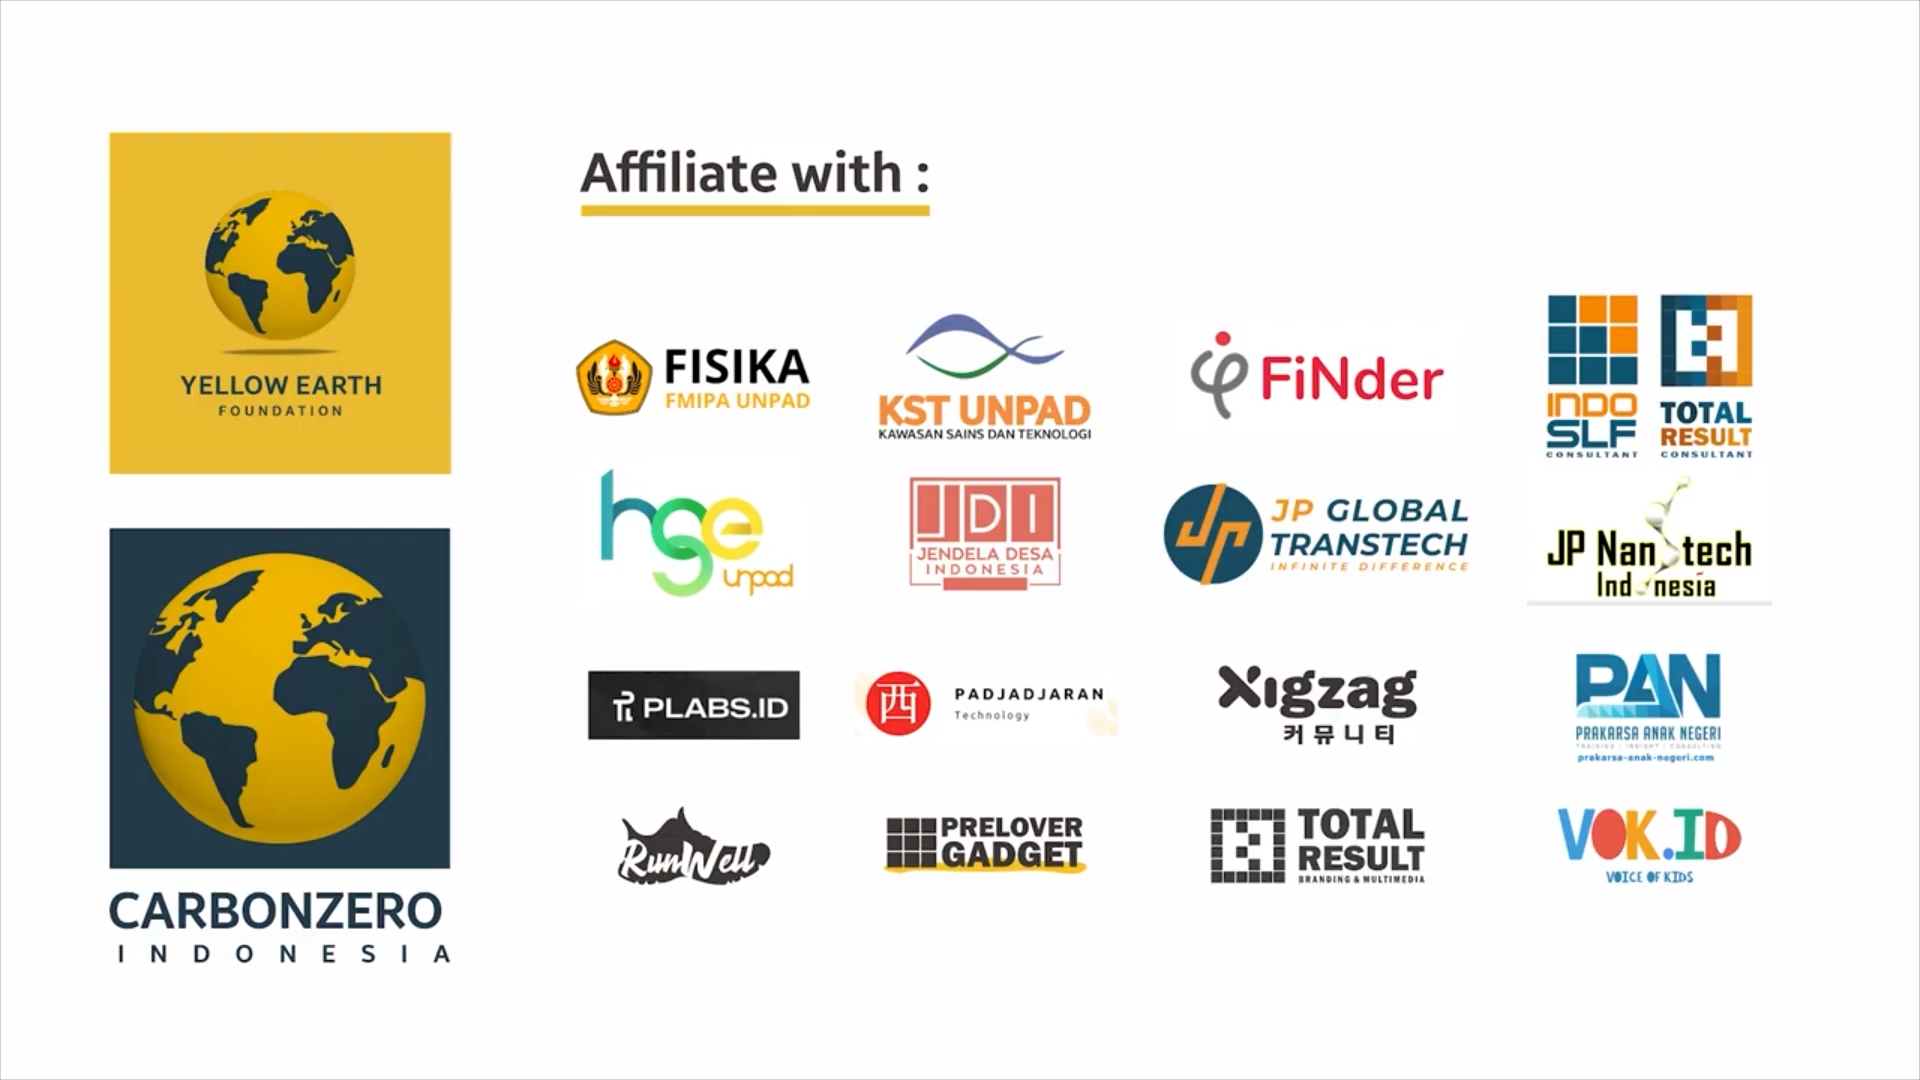 YELLOW EARTH
FOUNDATION
CARBONZERO
INDONESIA
Affiliate with :
FISIKA
FMIPA UNPAD
KST UNPAD
KAWASAN SAINS DAN TEKNOLOGI
FiNder
INDO
SLF
CONSULTANT
TOTAL
RESULT
CONSULTANT
hge
unpad
JDI
JENDELA DESA
INDONESIA
JP GLOBAL
TRANSTECH
INFINITE DIFFERENCE
JP Nanotech
Indonesia
PLABS.ID
西
PADJADJARAN
Technology
Xigzag
커뮤니티
PAN
PRAKARSA ANAK NEGERI
TRAINING | INSIGHT | CONSULTING
prakarsa-anak-negeri.com
RunWell
PRELOVER
GADGET
TOTAL
RESULT
BRANDING & MULTIMEDIA
VOK.ID
VOICE OF KIDS